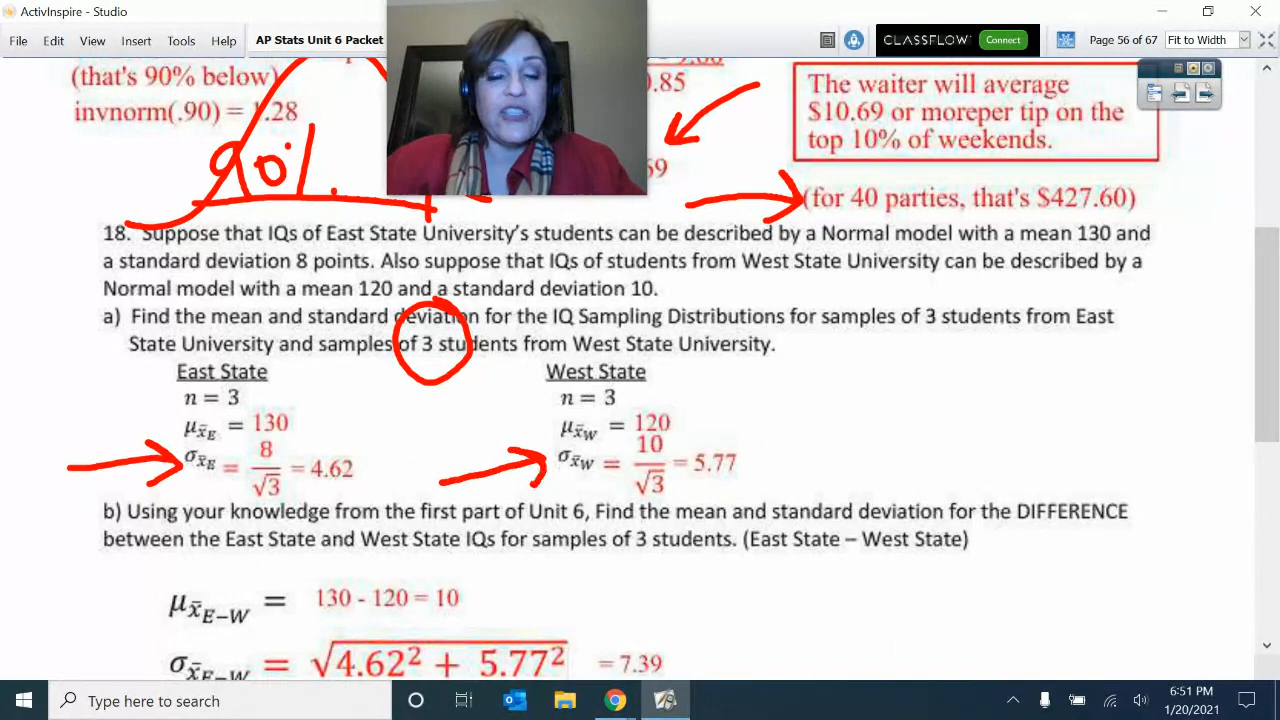 ActivInspire - Studio
File Edit View Insert Tools Help AP Stats Unit 6 Packet
CLASSFLOW Connect
Page 56 of 67 Fit to Width
(that's 90% below)
invnorm(.90) = 1.28
90%
0.85
69
The waiter will average
$10.69 or moreper tip on the
top 10% of weekends.
(for 40 parties, that's $427.60)
18. Suppose that IQs of East State University's students can be described by a Normal model with a mean 130 and
a standard deviation 8 points. Also suppose that IQs of students from West State University can be described by a
Normal model with a mean 120 and a standard deviation 10.
a) Find the mean and standard deviation for the IQ Sampling Distributions for samples of 3 students from East
State University and samples of 3 students from West State University.
East State West State
n = 3 n = 3
μx̄E = 130 μx̄W = 120
σx̄E = 8/√3 = 4.62 σx̄W = 10/√3 = 5.77
b) Using your knowledge from the first part of Unit 6, Find the mean and standard deviation for the DIFFERENCE
between the East State and West State IQs for samples of 3 students. (East State – West State)
μx̄E−W = 130 - 120 = 10
σx̄E−W = √4.62² + 5.77² = 7.39
Type here to search
6:51 PM
1/20/2021